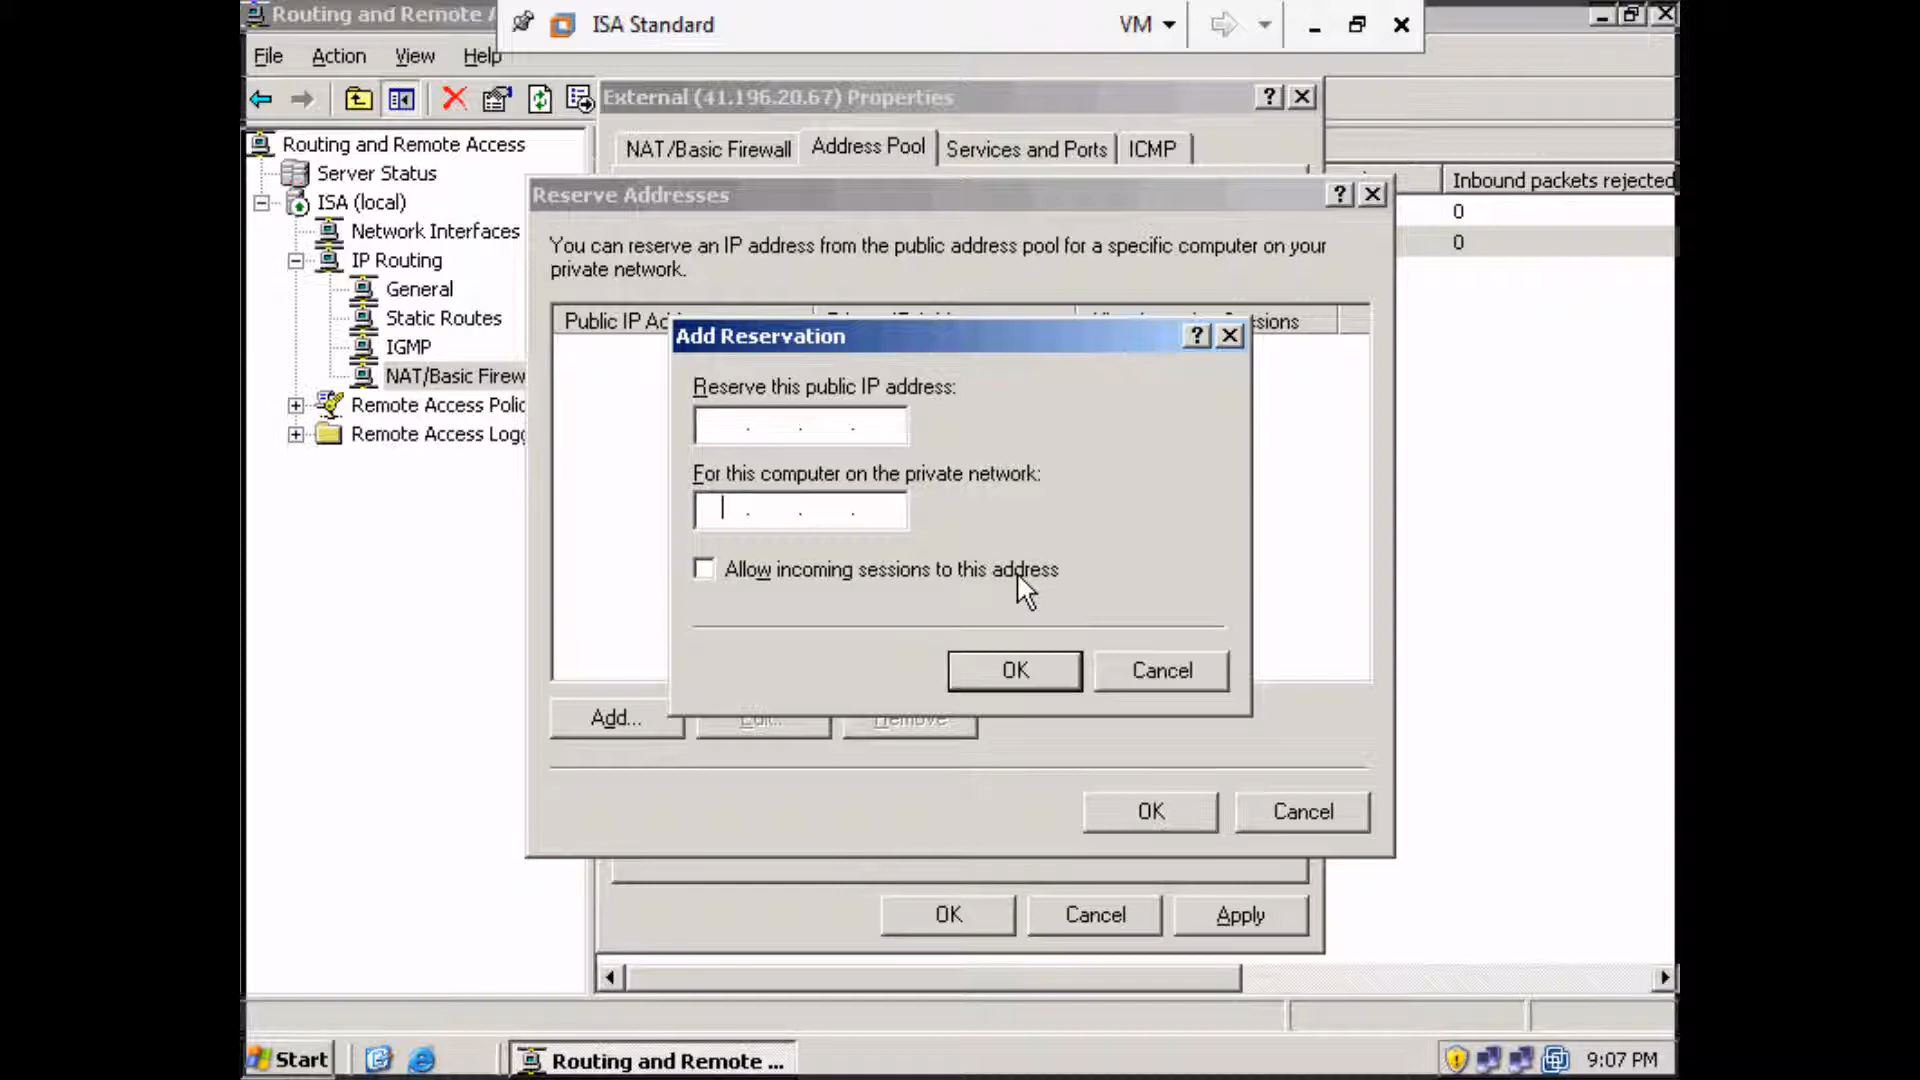 Routing and Remote A
ISA Standard
VM
File Action View Help
External (41.196.20.67) Properties
NAT/Basic Firewall Address Pool Services and Ports ICMP
Routing and Remote Access
Server Status
ISA (local)
Network Interfaces
IP Routing
General
Static Routes
IGMP
NAT/Basic Firew
Remote Access Polic
Remote Access Logg
Inbound packets rejected
0
0
Reserve Addresses
You can reserve an IP address from the public address pool for a specific computer on your
private network.
Public IP Ad
sions
Add Reservation
Reserve this public IP address:
. . .
For this computer on the private network:
. . .
Allow incoming sessions to this address
OK Cancel
Add... Edit... Remove
OK Cancel
OK Cancel Apply
Start Routing and Remote ... 9:07 PM